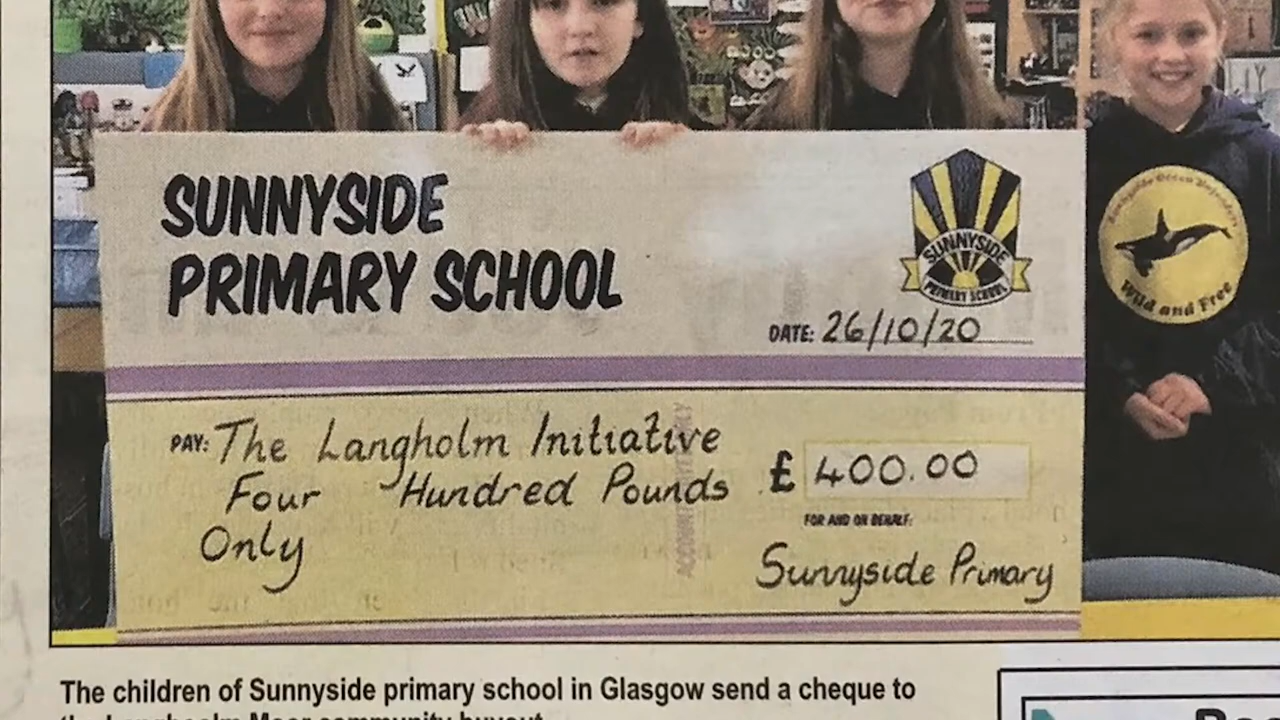 SUNNYSIDE
PRIMARY SCHOOL
SUNNYSIDE
PRIMARY SCHOOL
DATE: 26/10/20
Wild and Free
PAY: The Langholm Initiative
Four Hundred Pounds
Only
£ 400.00
FOR AND ON BEHALF:
Sunnyside Primary
The children of Sunnyside primary school in Glasgow send a cheque to